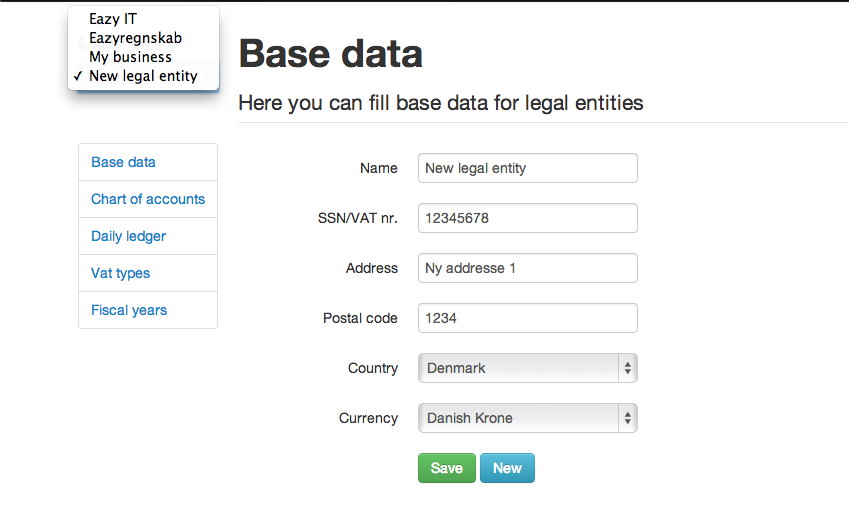 Eazy IT
Eazyregnskab
My business
✓ New legal entity
Base data
Here you can fill base data for legal entities
Base data
Chart of accounts
Daily ledger
Vat types
Fiscal years
Name New legal entity
SSN/VAT nr. 12345678
Address Ny addresse 1
Postal code 1234
Country Denmark
Currency Danish Krone
Save New